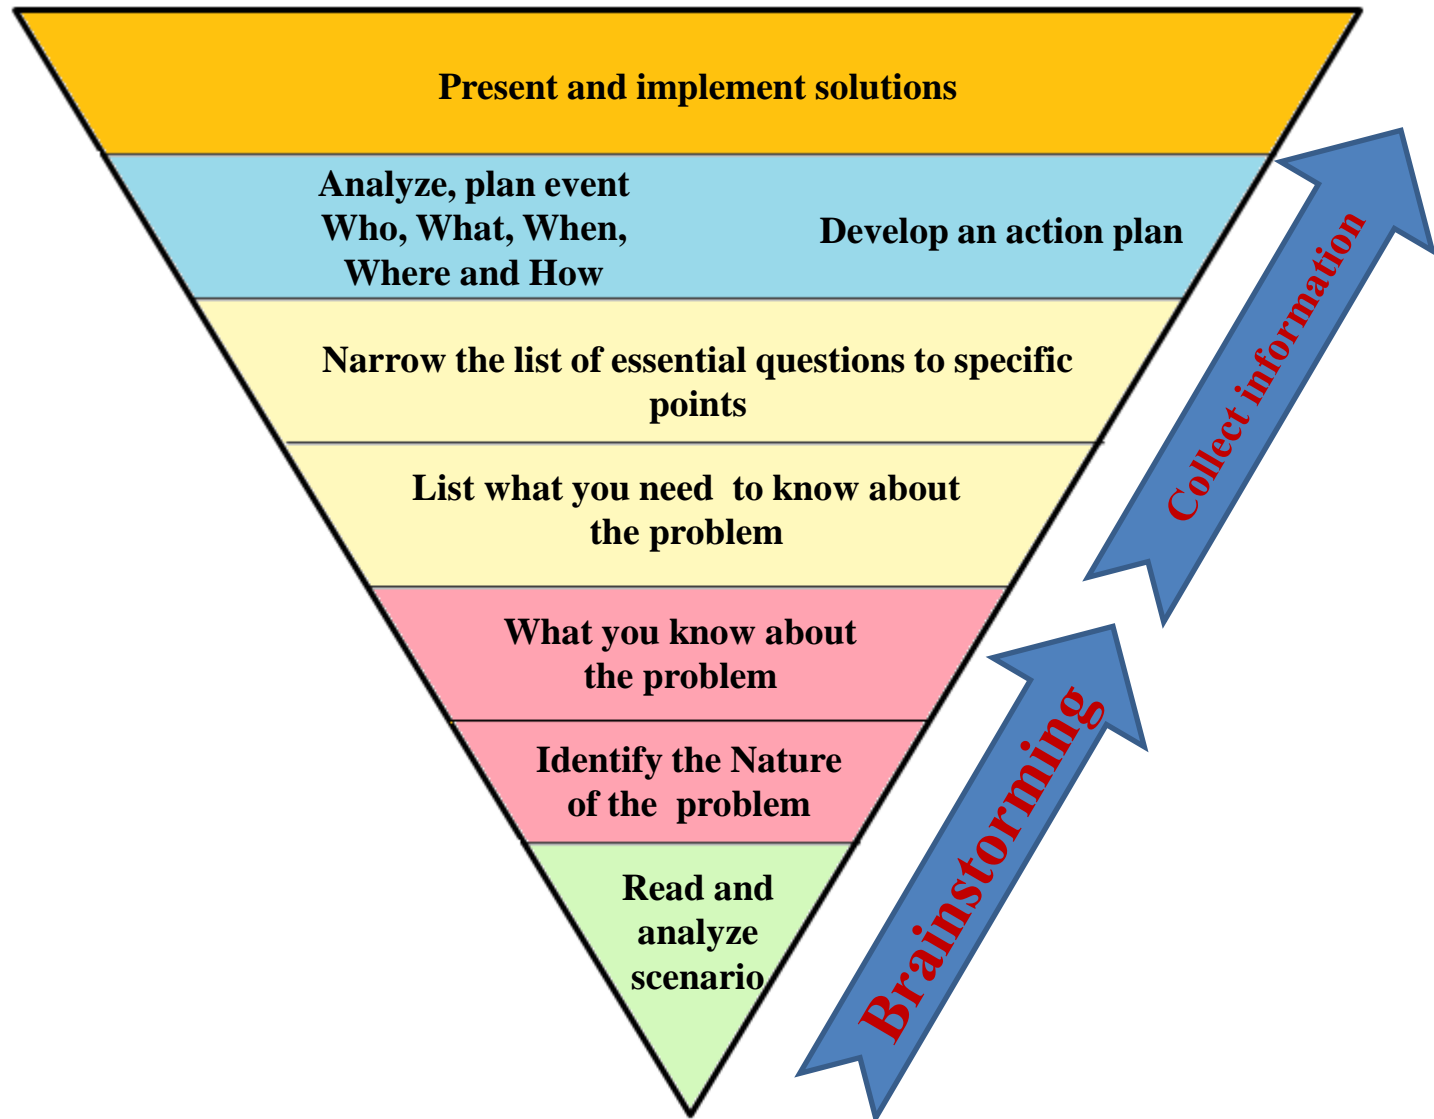 Present and implement solutions
Analyze, plan event
Who, What, When,
Where and How
Develop an action plan
Narrow the list of essential questions to specific
points
List what you need  to know about
the problem
What you know about
the problem
Identify the Nature
of the  problem
Read and
analyze
scenario
Collect information
Brainstorming